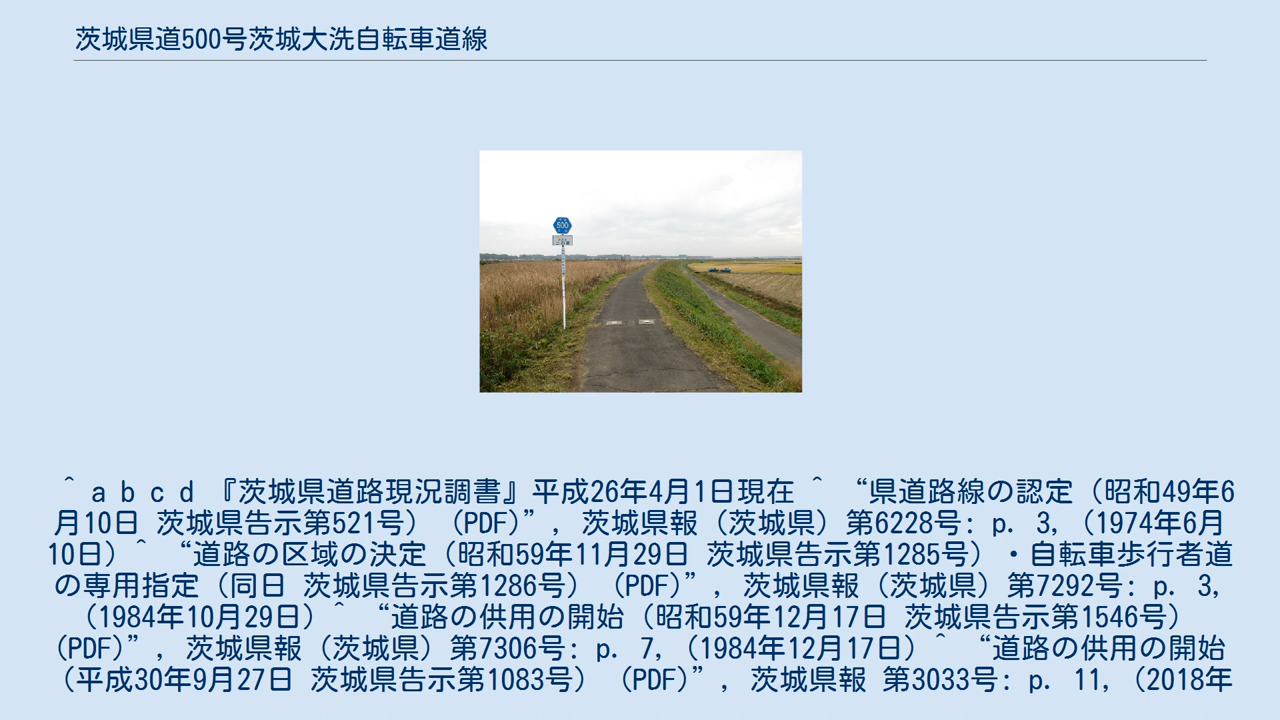 茨城県道500号茨城大洗自転車道線
500
^ a b c d 『茨城県道路現況調書』平成26年4月1日現在 ^ “県道路線の認定（昭和49年6
月10日 茨城県告示第521号）（PDF)”, 茨城県報（茨城県）第6228号: p. 3, （1974年6月
10日）^ “道路の区域の決定（昭和59年11月29日 茨城県告示第1285号）・自転車歩行者道
の専用指定（同日 茨城県告示第1286号）（PDF)”, 茨城県報（茨城県）第7292号: p. 3,
（1984年10月29日）^ “道路の供用の開始（昭和59年12月17日 茨城県告示第1546号）
(PDF)”, 茨城県報（茨城県）第7306号: p. 7, （1984年12月17日）^ “道路の供用の開始
（平成30年9月27日 茨城県告示第1083号）（PDF)”, 茨城県報 第3033号: p. 11, （2018年